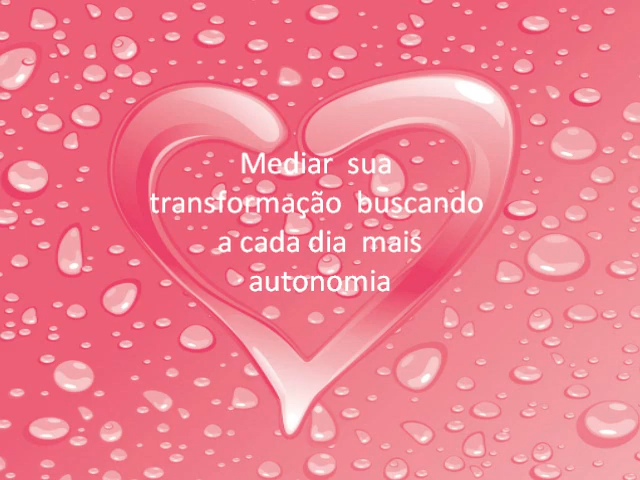 Mediar sua
transformação buscando
a cada dia mais
autonomia